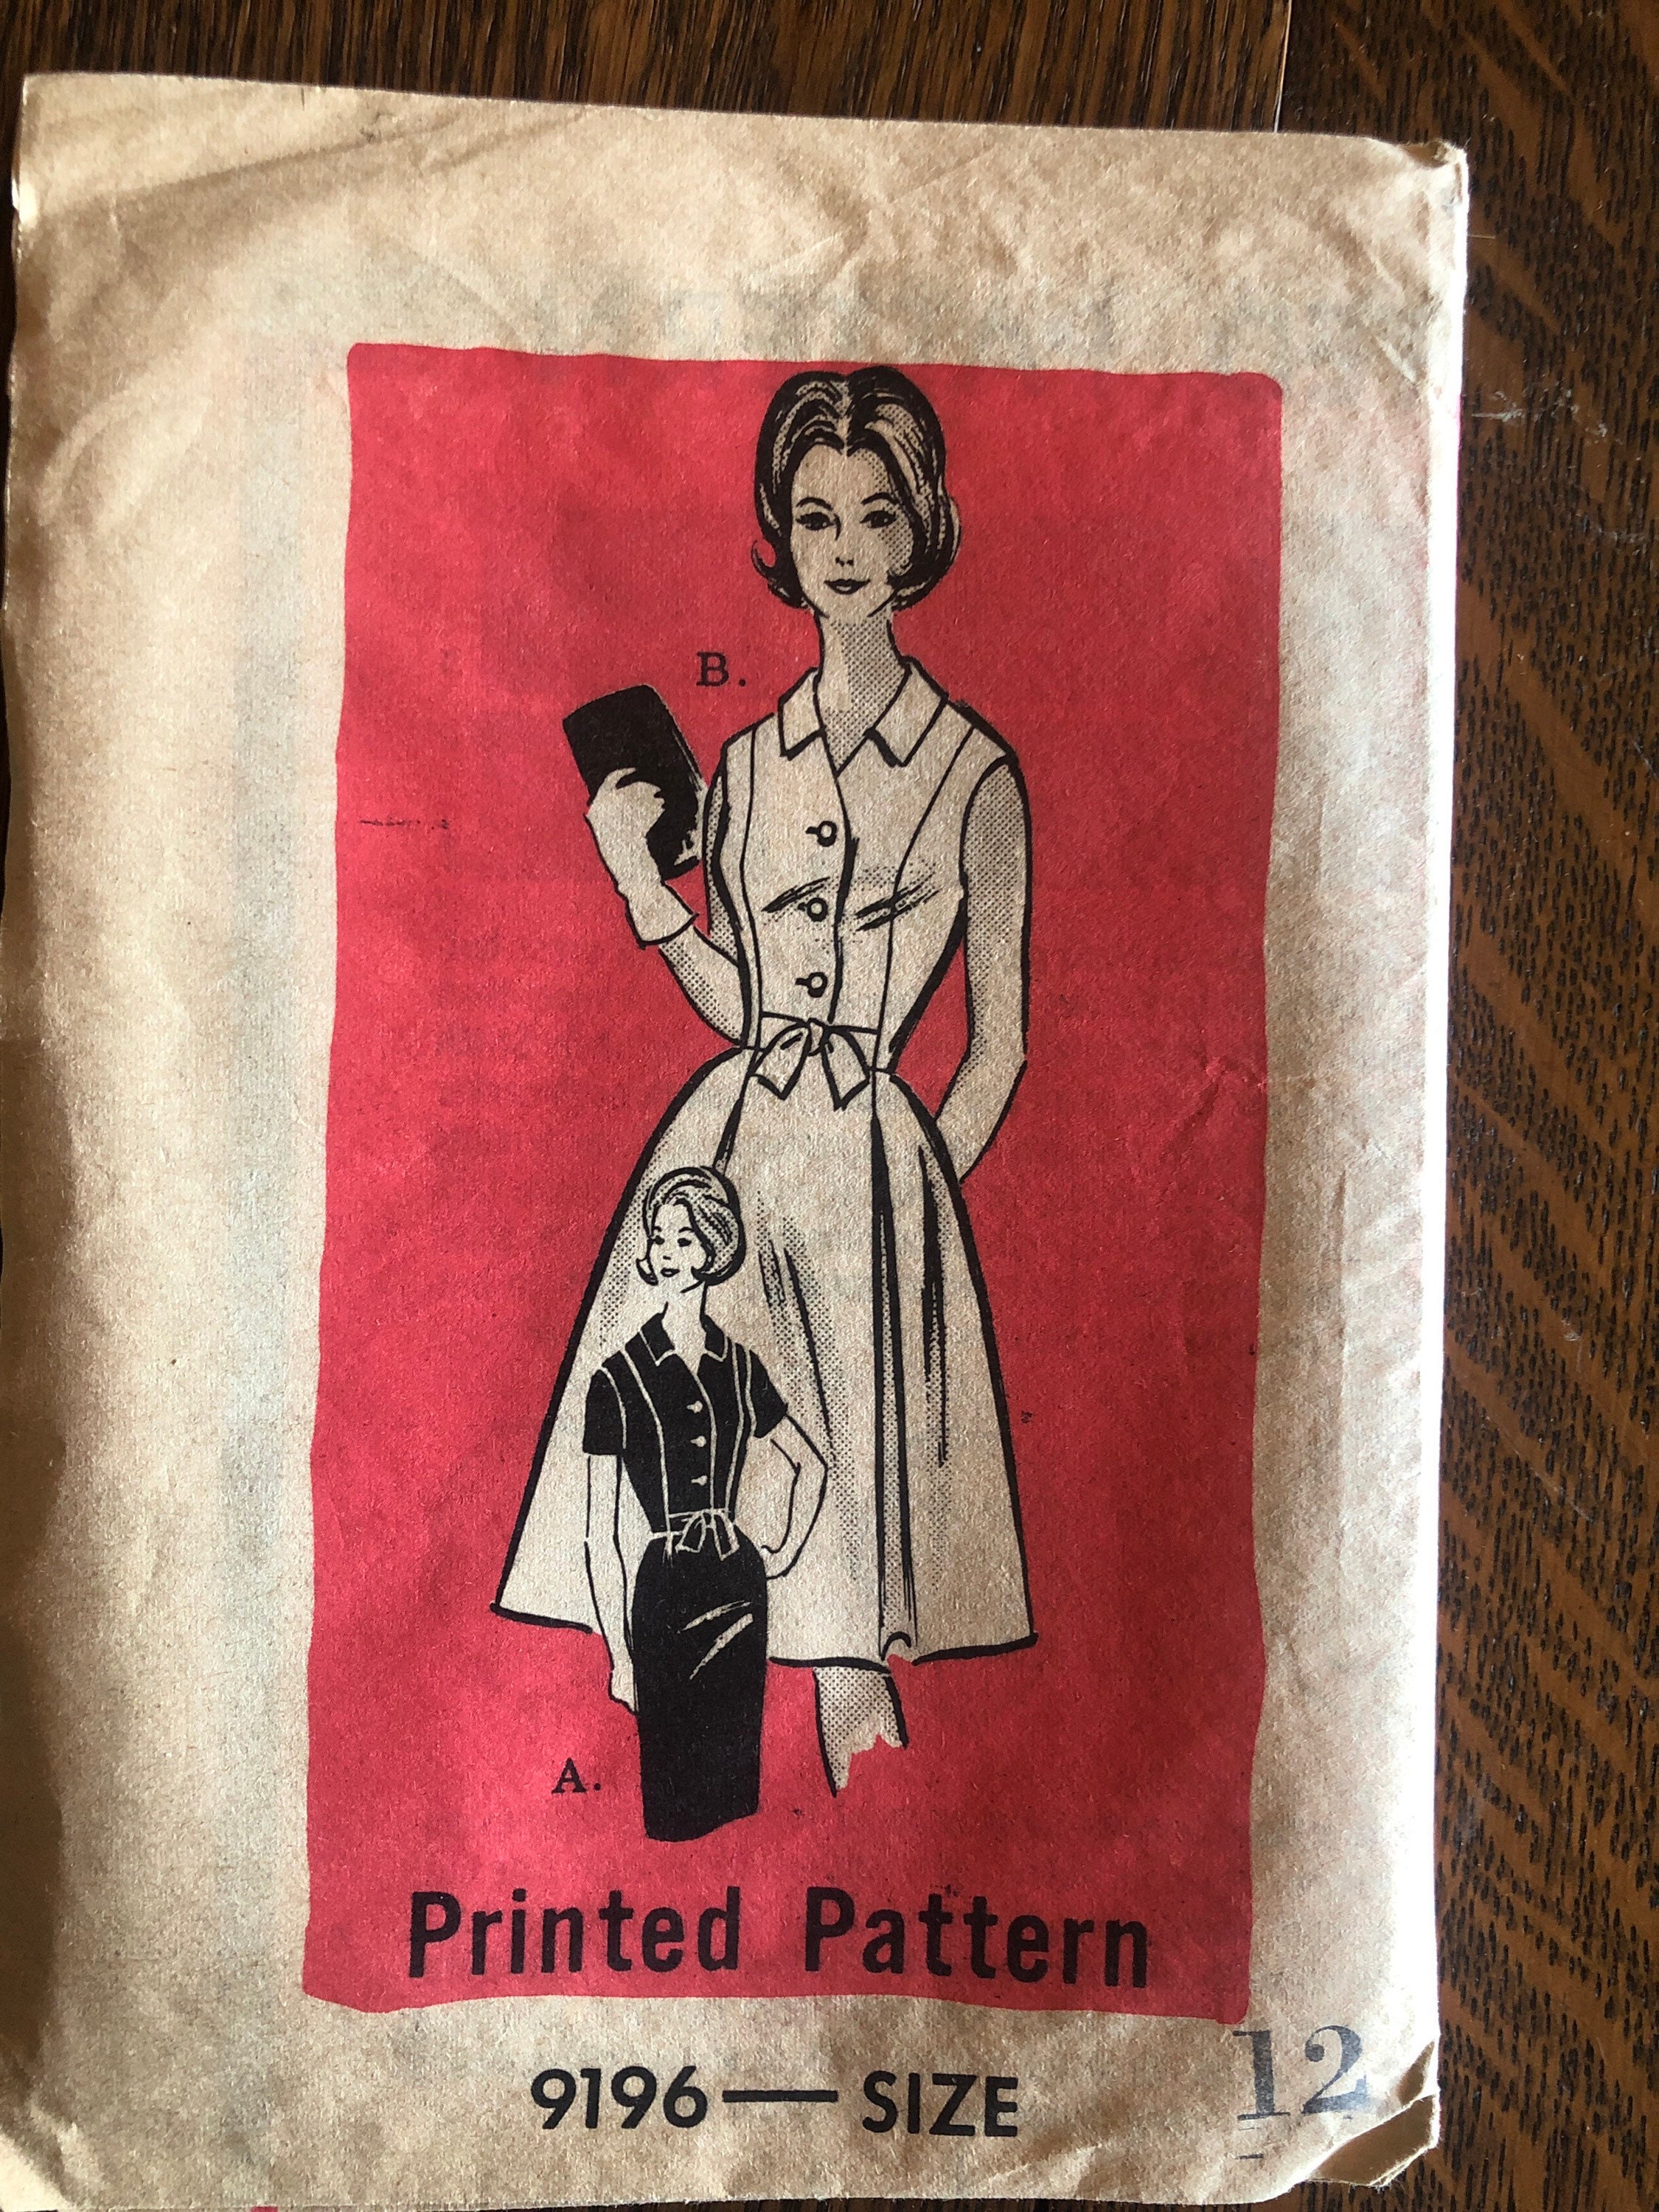 B.
A.
Printed Pattern
9196 — SIZE 12